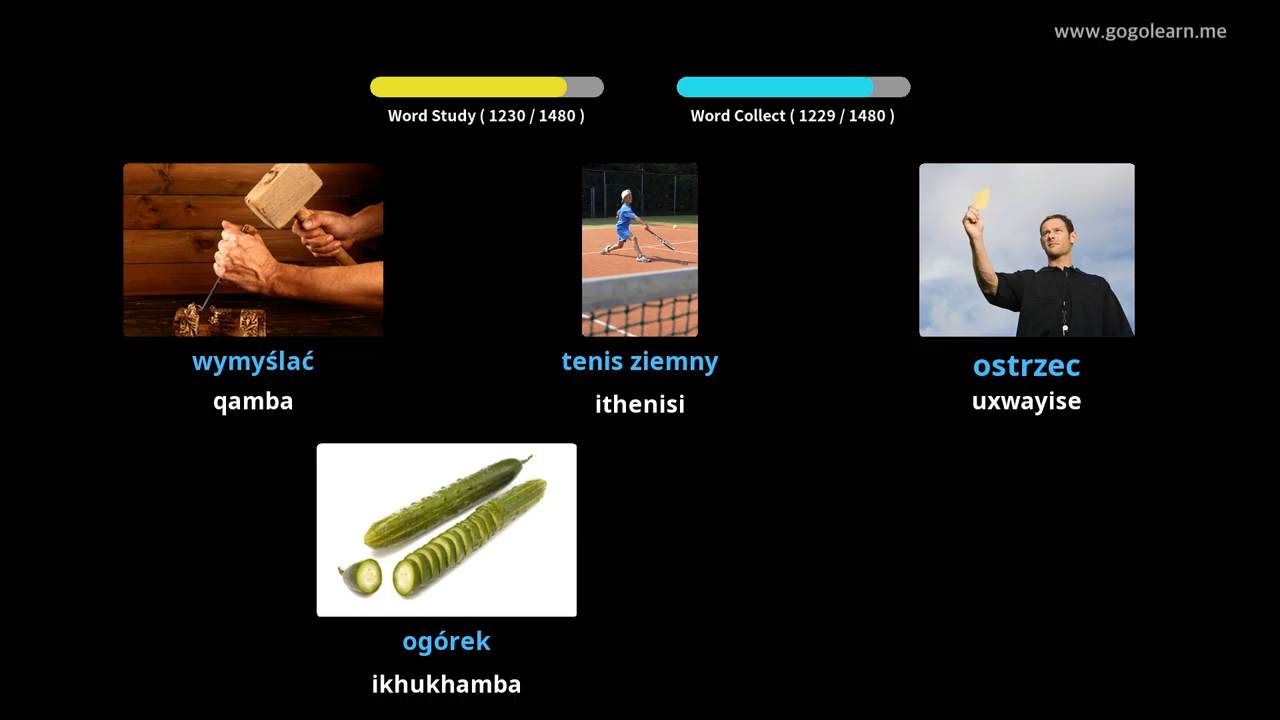 www.gogolearn.me
Word Study ( 1230 / 1480 )
Word Collect ( 1229 / 1480 )
wymyślać
qamba
tenis ziemny
ithenisi
ostrzec
uxwayise
ogórek
ikhukhamba